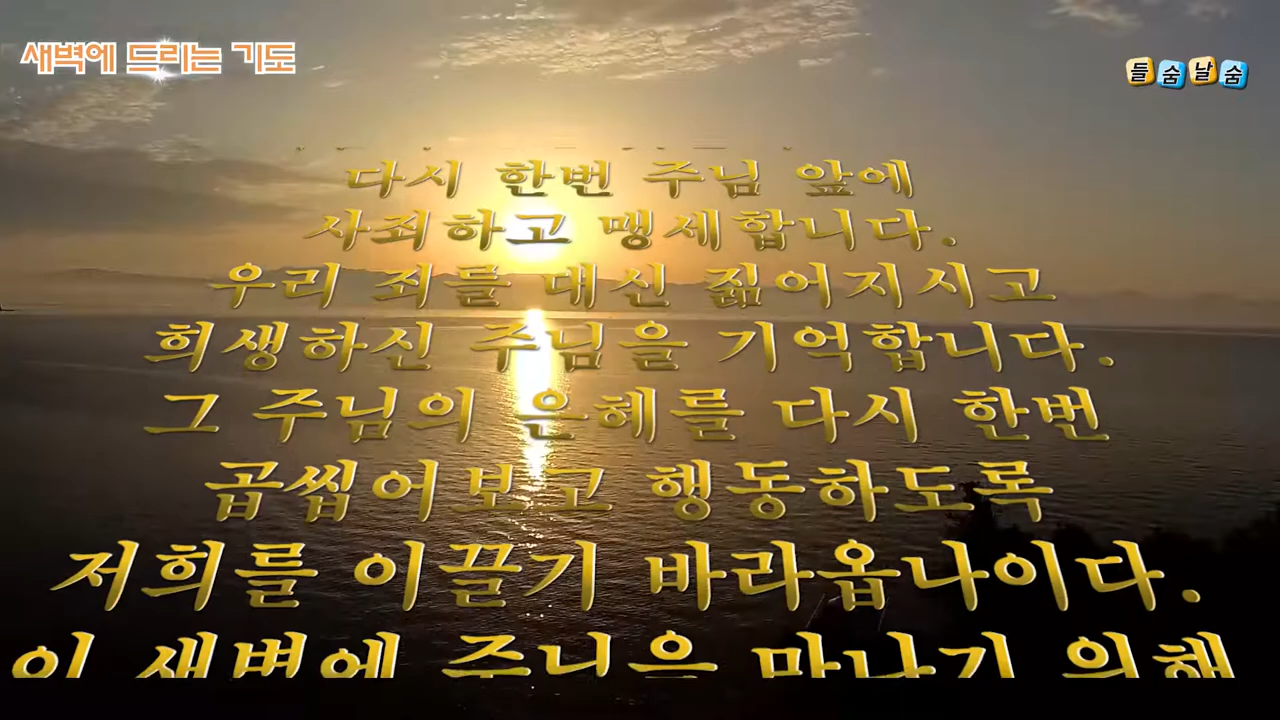 새벽에 드리는 기도
들숨날숨
다시 한번 주님 앞에
사죄하고 맹세합니다.
우리 죄를 대신 짊어지시고
희생하신 주님을 기억합니다.
그 주님의 은혜를 다시 한번
곱씹어보고 행동하도록
저희를 이끌기 바라옵나이다.
이 새벽에 주님을 만나기 위해